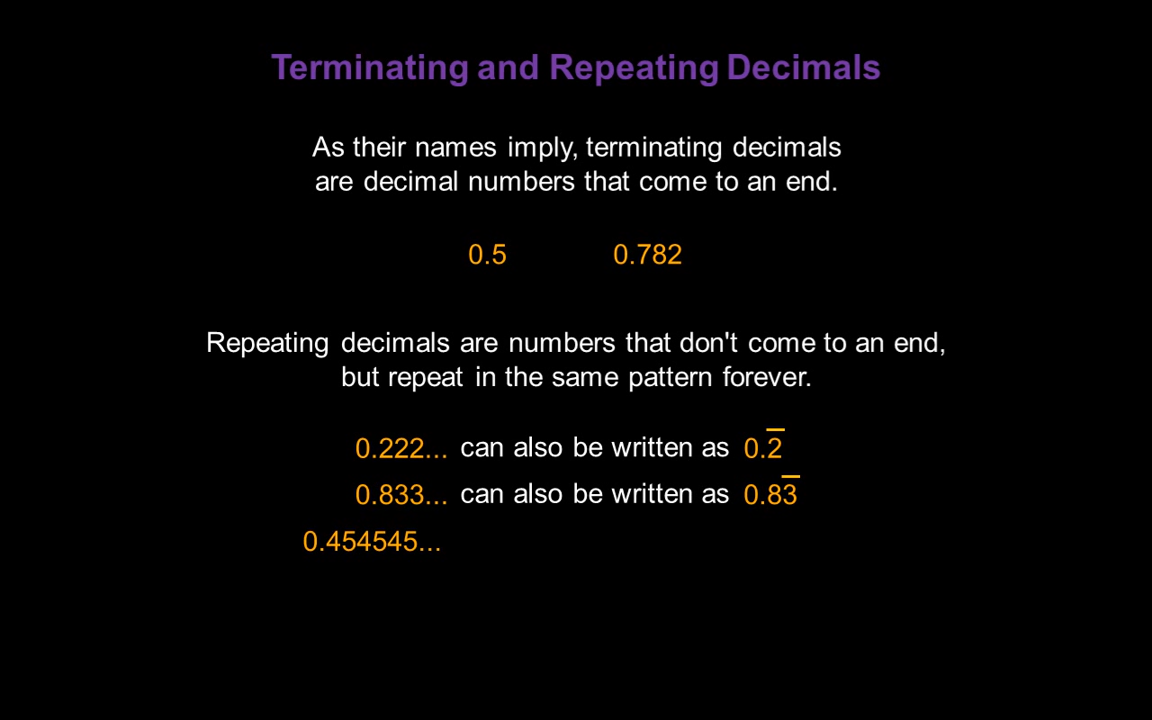 Terminating and Repeating Decimals
As their names imply, terminating decimals
are decimal numbers that come to an end.
0.5 0.782
Repeating decimals are numbers that don't come to an end,
but repeat in the same pattern forever.
0.222... can also be written as 0.2̅
0.833... can also be written as 0.83̅
0.454545...